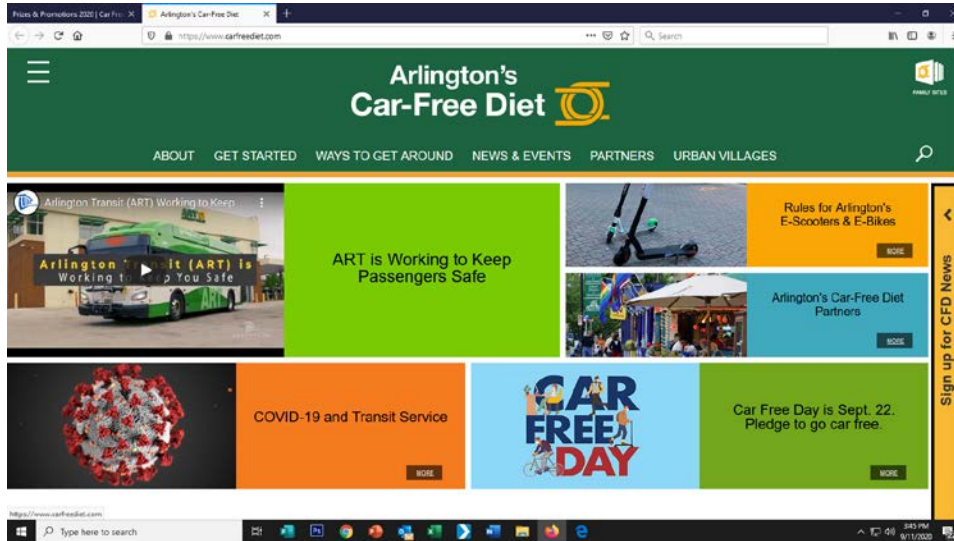 Prizes & Promotions 2020 | Car Fre
Arlington's Car-Free Diet
https://www.carfreediet.com
Search
Arlington's
Car-Free Diet
FAMILY SITES
ABOUT GET STARTED WAYS TO GET AROUND NEWS & EVENTS PARTNERS URBAN VILLAGES
Arlington Transit (ART) Working to Keep...
Arlington Transit (ART) is
Working to Keep You Safe
ART
ART is Working to Keep
Passengers Safe
Rules for Arlington's
E-Scooters & E-Bikes
MORE
Arlington's Car-Free Diet
Partners
MORE
Sign up for CFD News
COVID-19 and Transit Service
MORE
CAR
FREE
DAY
Car Free Day is Sept. 22.
Pledge to go car free.
MORE
https://www.carfreediet.com
Type here to search
Ps
3:45 PM
9/11/2020